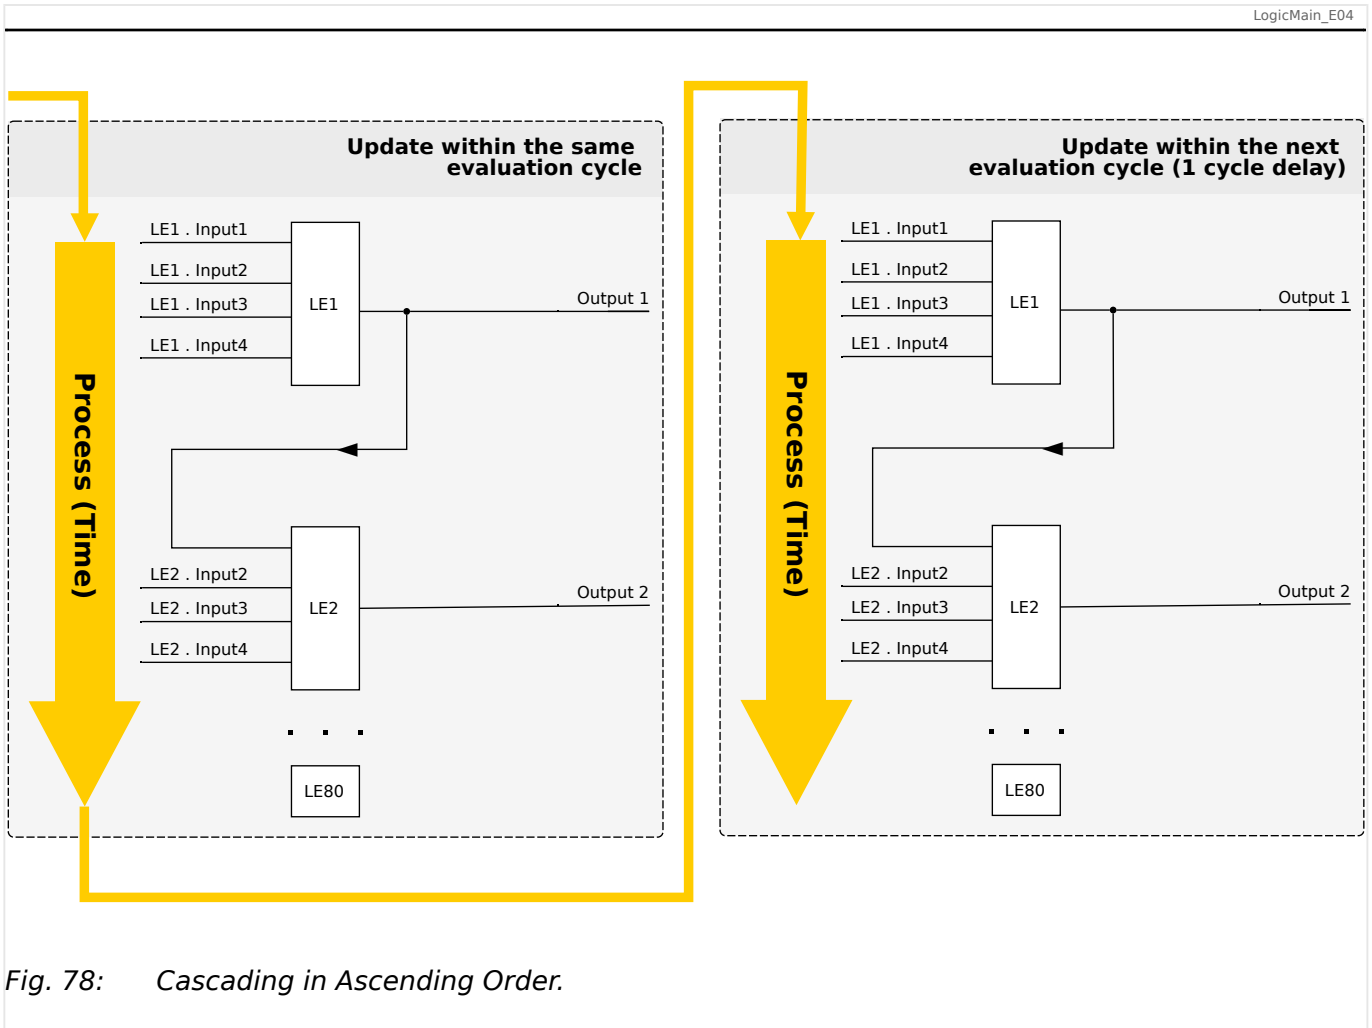 LogicMain_E04
Update within the same
evaluation cycle
LE1 . Input1
LE1 . Input2
LE1 . Input3
LE1 . Input4
LE1
Output 1
Process (Time)
LE2 . Input2
LE2 . Input3
LE2 . Input4
LE2
Output 2
. . .
LE80
Update within the next
evaluation cycle (1 cycle delay)
LE1 . Input1
LE1 . Input2
LE1 . Input3
LE1 . Input4
LE1
Output 1
Process (Time)
LE2 . Input2
LE2 . Input3
LE2 . Input4
LE2
Output 2
. . .
LE80
Fig. 78: Cascading in Ascending Order.